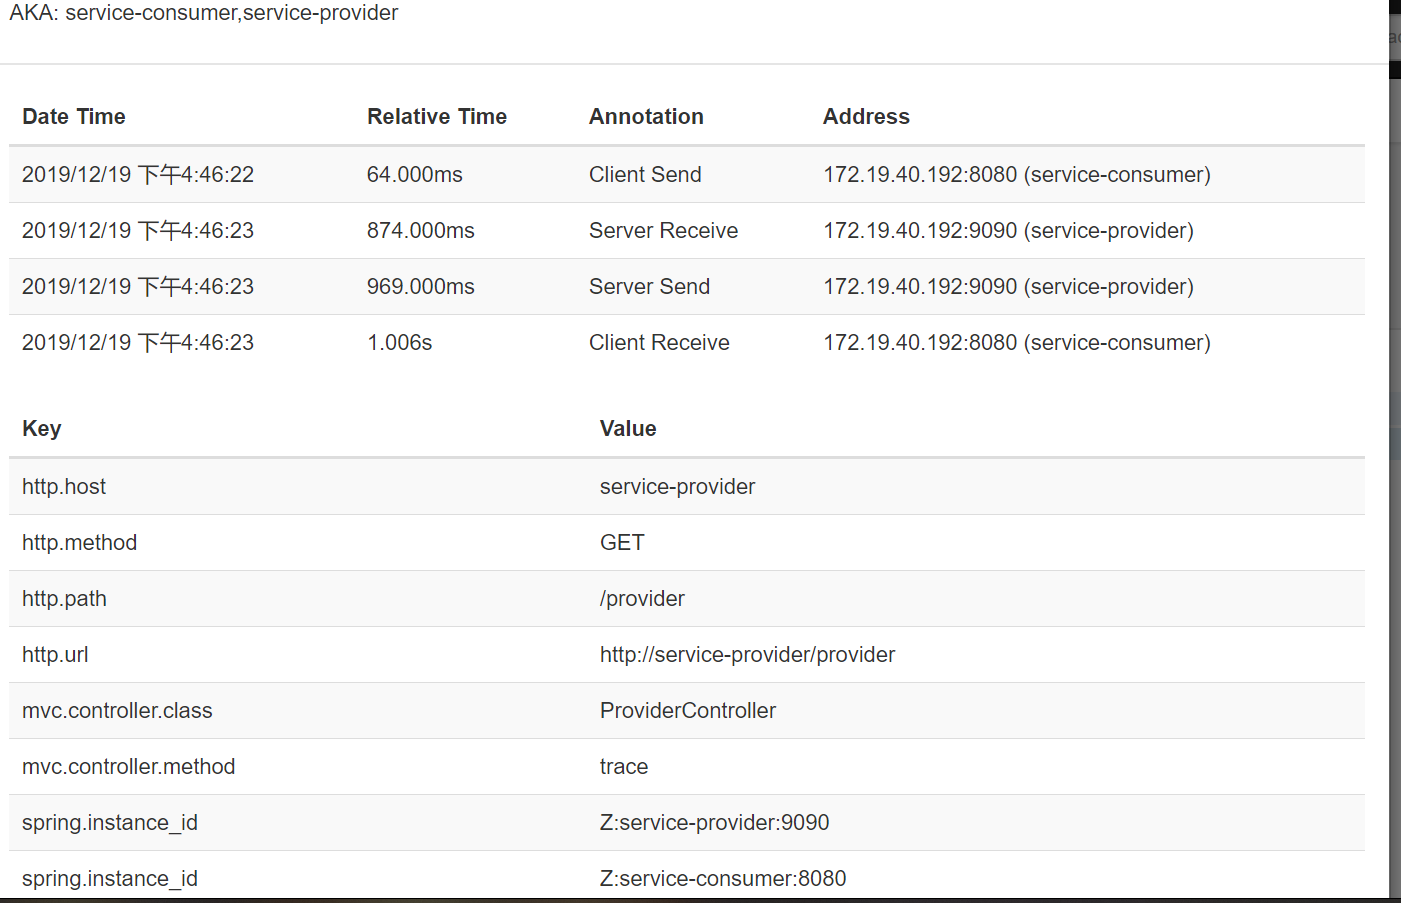 AKA: service-consumer,service-provider
Date Time Relative Time Annotation Address
2019/12/19 下午4:46:22 64.000ms Client Send 172.19.40.192:8080 (service-consumer)
2019/12/19 下午4:46:23 874.000ms Server Receive 172.19.40.192:9090 (service-provider)
2019/12/19 下午4:46:23 969.000ms Server Send 172.19.40.192:9090 (service-provider)
2019/12/19 下午4:46:23 1.006s Client Receive 172.19.40.192:8080 (service-consumer)
Key Value
http.host service-provider
http.method GET
http.path /provider
http.url http://service-provider/provider
mvc.controller.class ProviderController
mvc.controller.method trace
spring.instance_id Z:service-provider:9090
spring.instance_id Z:service-consumer:8080